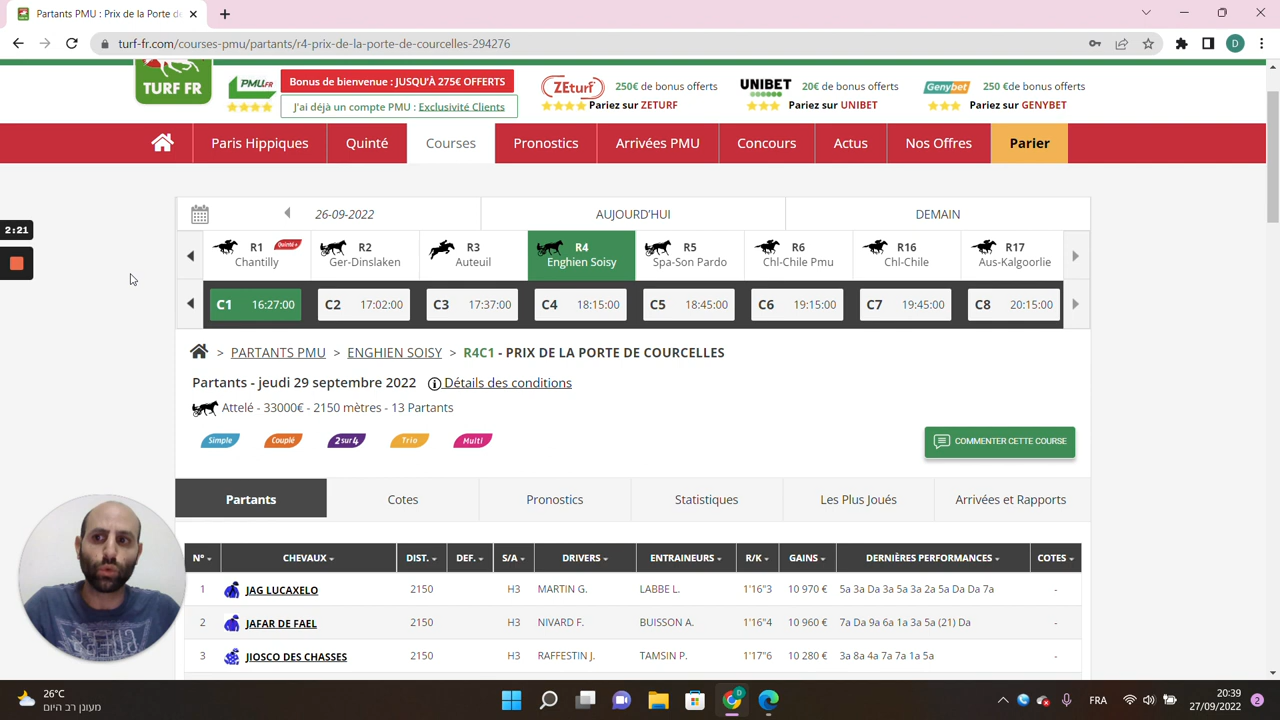 Partants PMU : Prix de la Porte d
turf-fr.com/courses-pmu/partants/r4-prix-de-la-porte-de-courcelles-294276
D
TURF FR
PMU.FR
Bonus de bienvenue : JUSQU'À 275€ OFFERTS
J'ai déjà un compte PMU : Exclusivité Clients
ZEturf
250€ de bonus offerts
Pariez sur ZETURF
UNIBET
20€ de bonus offerts
Pariez sur UNIBET
Genybet
250 €de bonus offerts
Pariez sur GENYBET
Paris Hippiques Quinté Courses Pronostics Arrivées PMU Concours Actus Nos Offres Parier
26-09-2022 AUJOURD'HUI DEMAIN
2:21
R1 Quinté+ R2 R3 R4 R5 R6 R16 R17
Chantilly Ger-Dinslaken Auteuil Enghien Soisy Spa-Son Pardo Chl-Chile Pmu Chl-Chile Aus-Kalgoorlie
C1 16:27:00 C2 17:02:00 C3 17:37:00 C4 18:15:00 C5 18:45:00 C6 19:15:00 C7 19:45:00 C8 20:15:00
> PARTANTS PMU > ENGHIEN SOISY > R4C1 - PRIX DE LA PORTE DE COURCELLES
Partants - jeudi 29 septembre 2022 Détails des conditions
Attelé - 33000€ - 2150 mètres - 13 Partants
Simple Couplé 2sur4 Trio Multi
COMMENTER CETTE COURSE
Partants Cotes Pronostics Statistiques Les Plus Joués Arrivées et Rapports
N° CHEVAUX DIST. DEF. S/A DRIVERS ENTRAINEURS R/K GAINS DERNIÈRES PERFORMANCES COTES
1 JAG LUCAXELO 2150 H3 MARTIN G. LABBE L. 1'16"3 10 970 € 5a 3a Da 3a 5a 3a 2a 5a Da Da 7a -
2 JAFAR DE FAEL 2150 H3 NIVARD F. BUISSON A. 1'16"4 10 960 € 7a Da 9a 6a 1a 3a 5a (21) Da -
3 JIOSCO DES CHASSES 2150 H3 RAFFESTIN J. TAMSIN P. 1'17"6 10 280 € 3a 8a 4a 7a 7a 1a 5a -
26°C
מעונן רב היום
D
FRA
20:39
27/09/2022
2